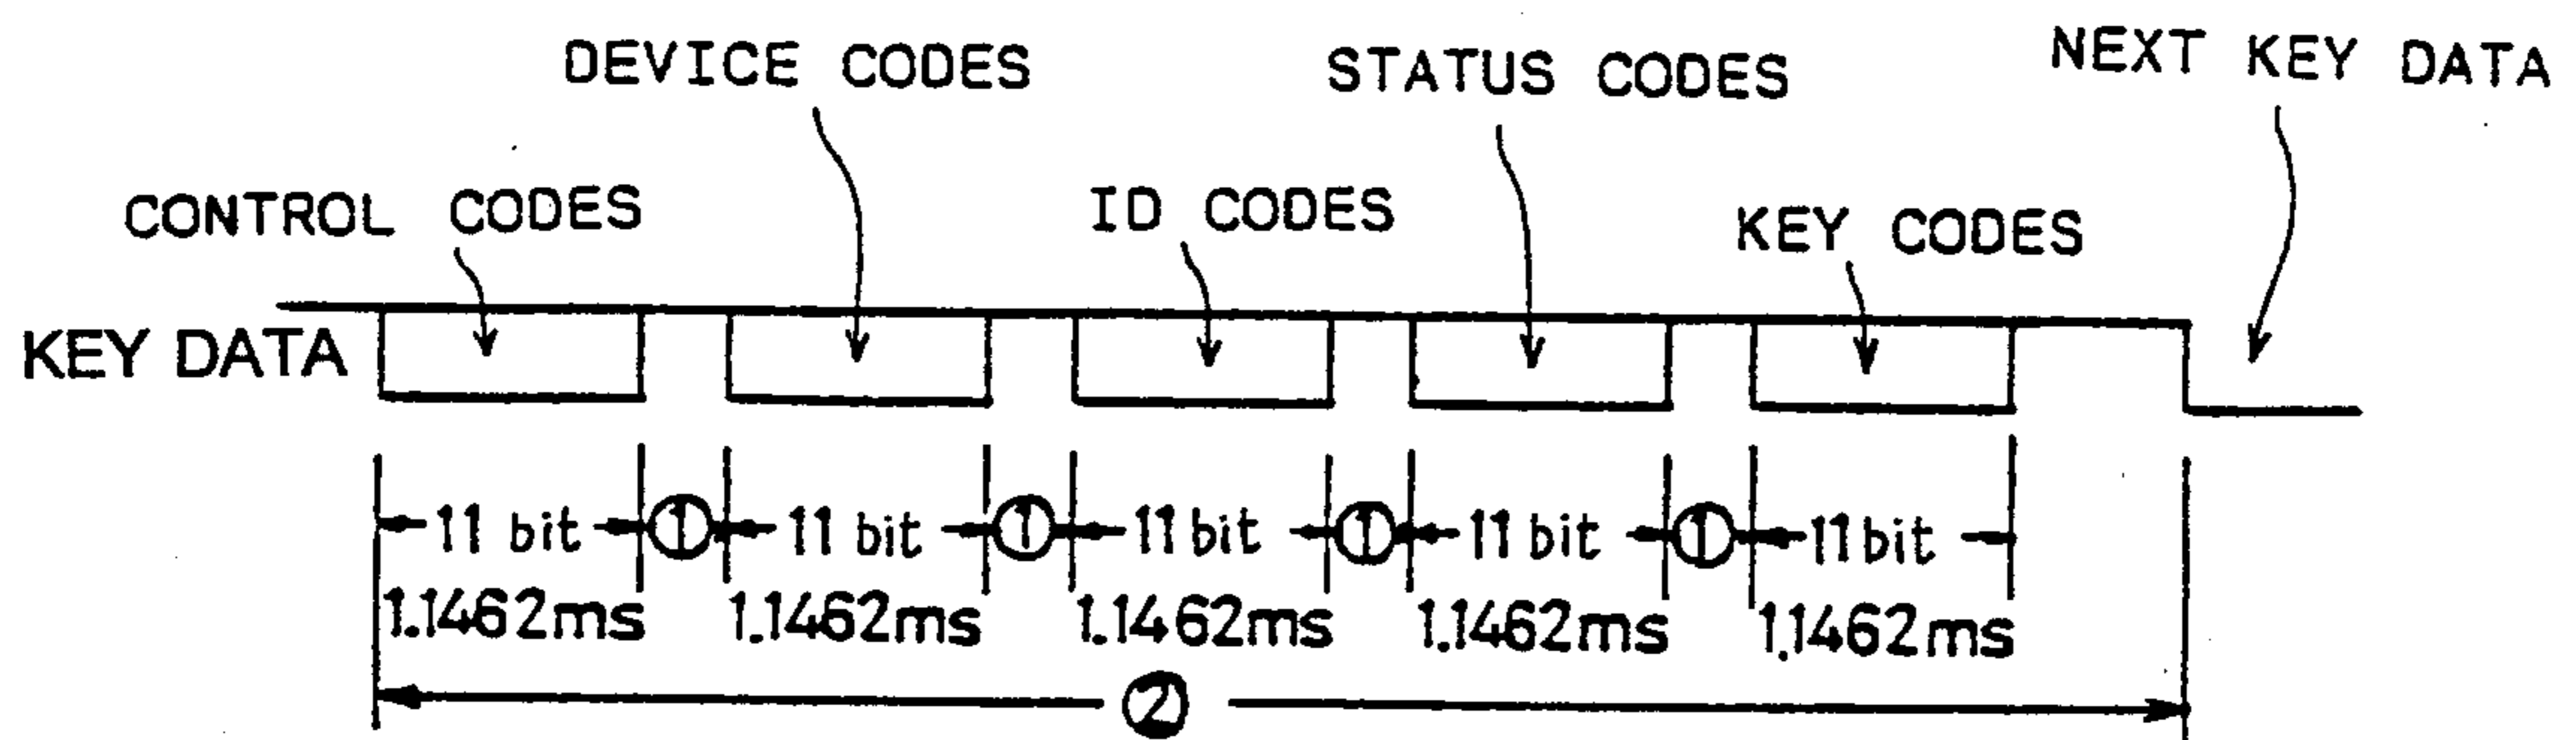 DEVICE CODES
STATUS CODES
NEXT KEY DATA
CONTROL CODES
ID CODES
KEY CODES
KEY DATA
11 bit ① 11 bit ① 11 bit ① 11 bit ① 11 bit
1.1462ms 1.1462ms 1.1462ms 1.1462ms 1.1462ms
②